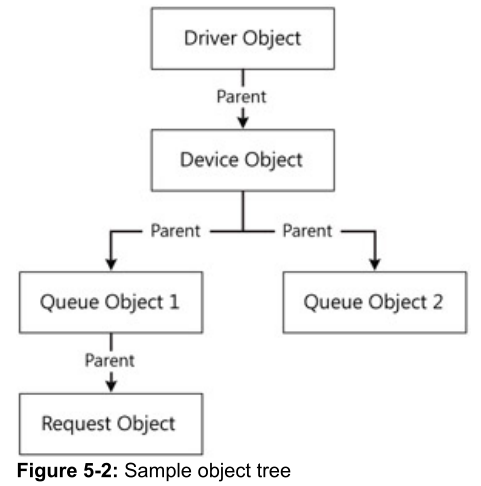 Driver Object
Parent
Device Object
Parent Parent
Queue Object 1 Queue Object 2
Parent
Request Object
Figure 5-2: Sample object tree